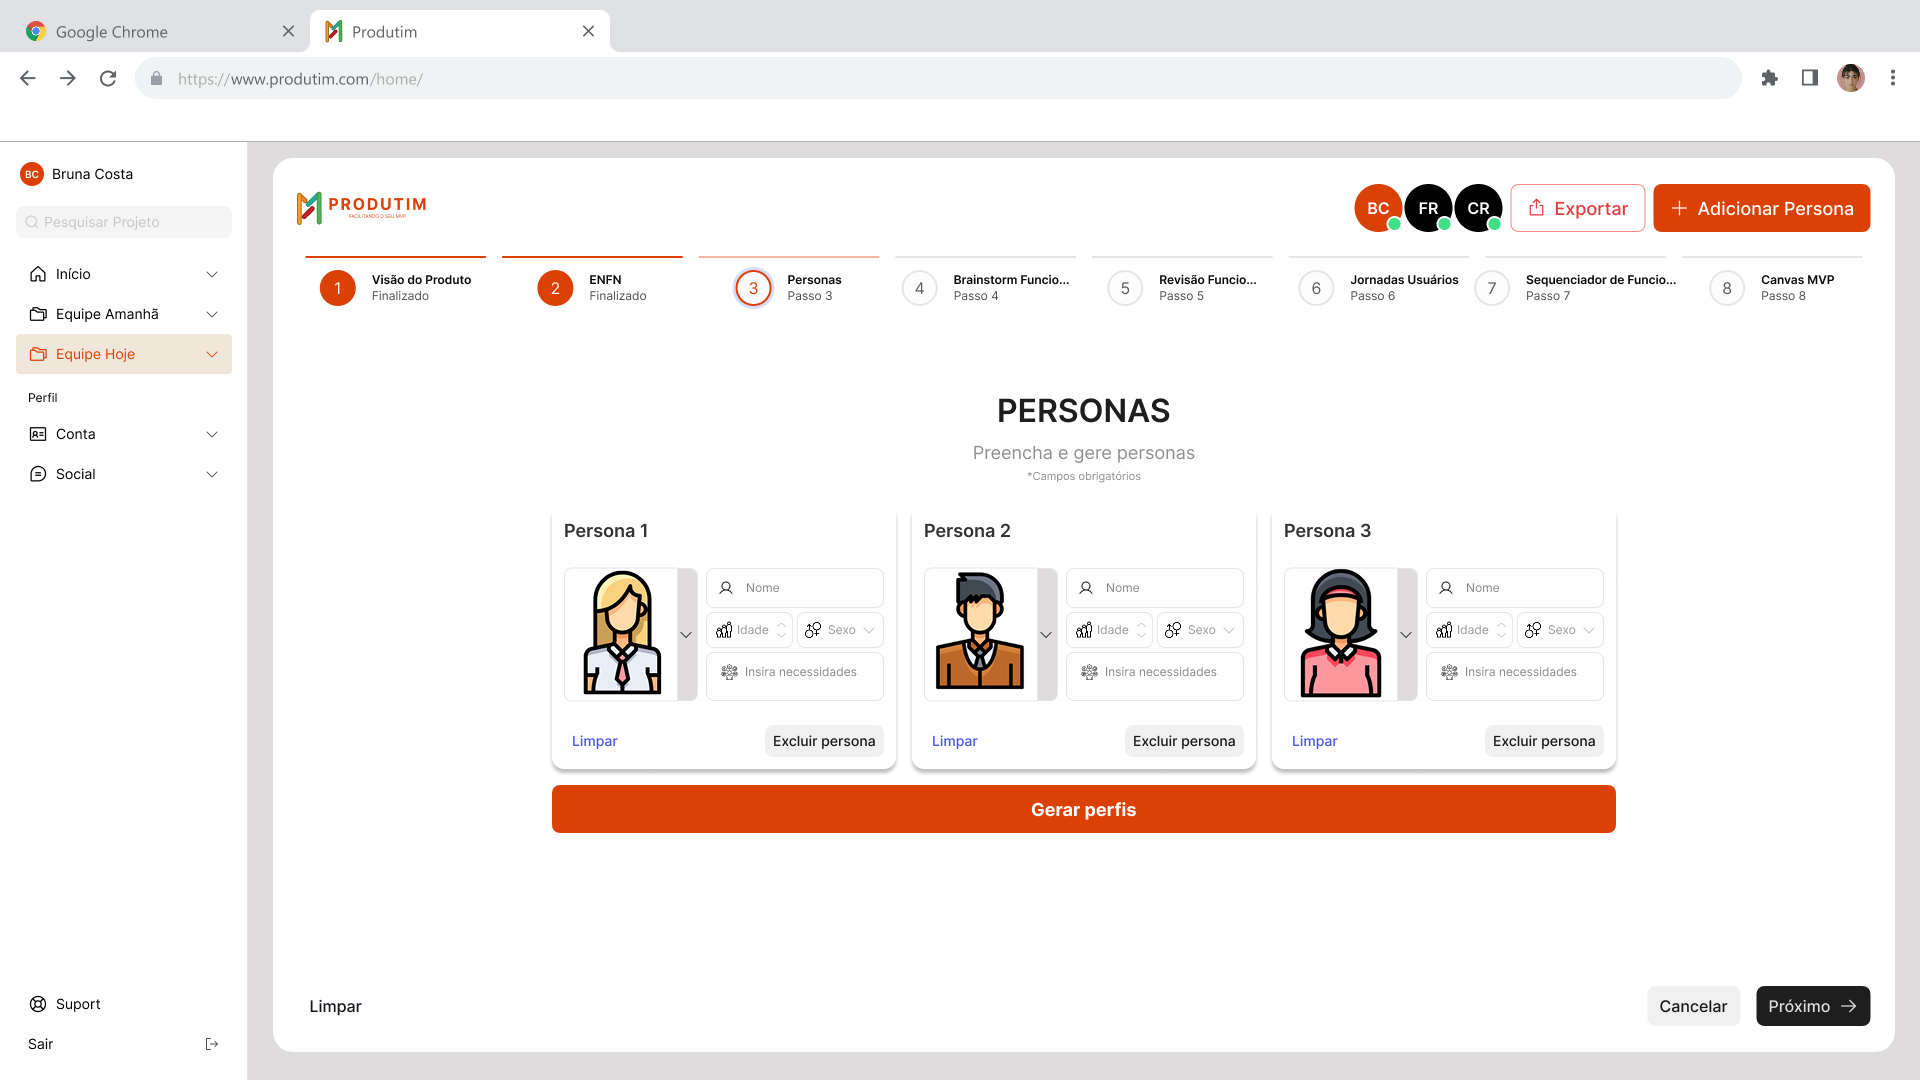 Google Chrome
Produtim
https://www.produtim.com/home/
BC Bruna Costa
Pesquisar Projeto
Início
Equipe Amanhã
Equipe Hoje
Perfil
Conta
Social
Suport
Sair
PRODUTIM
FACILITANDO O SEU MVP
BC
FR
CR
Exportar
Adicionar Persona
1 Visão do Produto
Finalizado
2 ENFN
Finalizado
3 Personas
Passo 3
4 Brainstorm Funcio...
Passo 4
5 Revisão Funcio...
Passo 5
6 Jornadas Usuários
Passo 6
7 Sequenciador de Funcio...
Passo 7
8 Canvas MVP
Passo 8
PERSONAS
Preencha e gere personas
*Campos obrigatórios
Persona 1
Nome
Idade
Sexo
Insira necessidades
Limpar
Excluir persona
Persona 2
Nome
Idade
Sexo
Insira necessidades
Limpar
Excluir persona
Persona 3
Nome
Idade
Sexo
Insira necessidades
Limpar
Excluir persona
Gerar perfis
Limpar
Cancelar
Próximo